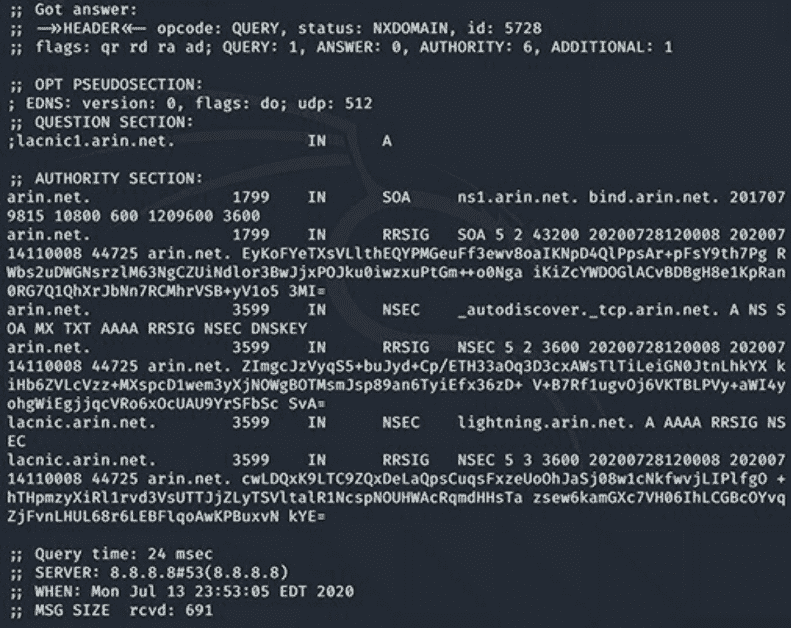 ;; Got answer:
;; ->>HEADER<<- opcode: QUERY, status: NXDOMAIN, id: 5728
;; flags: qr rd ra ad; QUERY: 1, ANSWER: 0, AUTHORITY: 6, ADDITIONAL: 1
;; OPT PSEUDOSECTION:
; EDNS: version: 0, flags: do; udp: 512
;; QUESTION SECTION:
;lacnic1.arin.net. IN A
;; AUTHORITY SECTION:
arin.net. 1799 IN SOA ns1.arin.net. bind.arin.net. 201707
9815 10800 600 1209600 3600
arin.net. 1799 IN RRSIG SOA 5 2 43200 20200728120008 202007
14110008 44725 arin.net. EyKoFYeTXsVLlthEQYPMGeuFf3ewv8oaIKNpD4QlPpsAr+pFsY9th7Pg R
Wbs2uDWGNsrzlM63NgCZUiNdlor3BwJjxPOJku0iwzxuPtGm++o0Nga iKiZcYWDOGlACvBDBgH8e1KpRan
0RG7Q1QhXrJbNn7RCMhrVSB+yV1o5 3MI=
arin.net. 3599 IN NSEC _autodiscover._tcp.arin.net. A NS S
OA MX TXT AAAA RRSIG NSEC DNSKEY
arin.net. 3599 IN RRSIG NSEC 5 2 3600 20200728120008 202007
14110008 44725 arin.net. ZImgcJzVyqS5+buJyd+Cp/ETH33aOq3D3cxAWsTlTiLeiGN0JtnLhkYX k
iHb6ZVLcVzz+MXspcD1wem3yXjNOWgBOTMsmJsp89an6TyiEfx36zD+ V+B7Rf1ugvOj6VKTBLPVy+aWI4y
ohgWiEgjjqcVRo6xOcUAU9YrSFbSc SvA=
lacnic.arin.net. 3599 IN NSEC lightning.arin.net. A AAAA RRSIG NS
EC
lacnic.arin.net. 3599 IN RRSIG NSEC 5 3 3600 20200728120008 202007
14110008 44725 arin.net. cwLDQxK9LTC9ZQxDeLaQpsCuqsFxzeUoOhJaSj08w1cNkfwvjLIPlfgO +
hTHpmzyXiRl1rvd3VsUTTJjZLyTSVltalR1NcspNOUHWAcRqmdHHsTa zsew6kamGXc7VH06IhLCGBcOYvq
ZjFvnLHUL68r6LEBFlqoAwKPBuxvN kYE=
;; Query time: 24 msec
;; SERVER: 8.8.8.8#53(8.8.8.8)
;; WHEN: Mon Jul 13 23:53:05 EDT 2020
;; MSG SIZE rcvd: 691